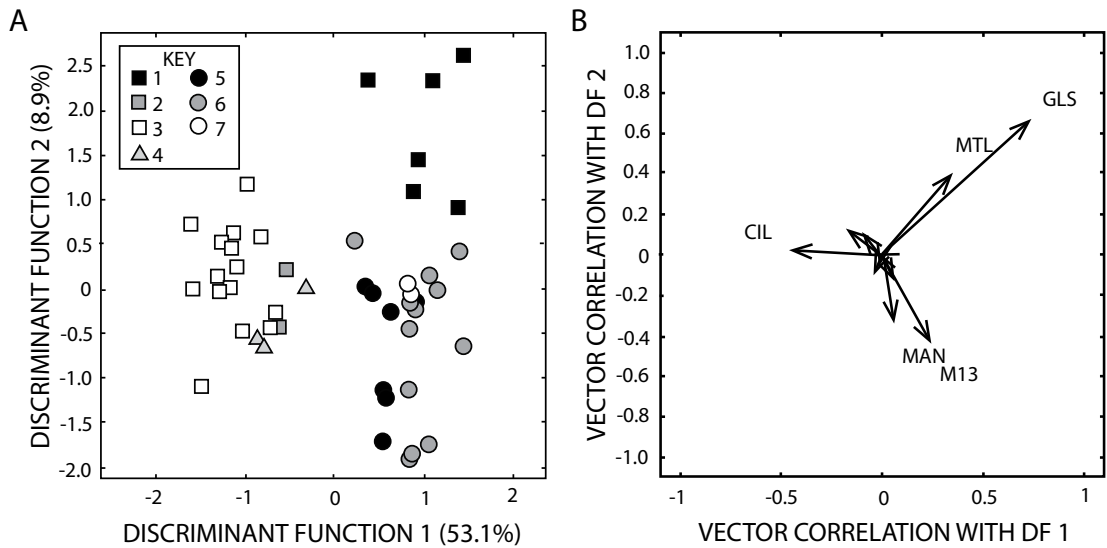 A
DISCRIMINANT FUNCTION 2 (8.9%)
2.5
2.0
1.5
1.0
0.5
0
-0.5
-1.0
-1.5
-2.0
KEY
1 5
2 6
3 7
4
-2 -1 0 1 2
DISCRIMINANT FUNCTION 1 (53.1%)
B
VECTOR CORRELATION WITH DF 2
1.0
0.8
0.6
0.4
0.2
0
-0.2
-0.4
-0.6
-0.8
-1.0
GLS
MTL
CIL
MAN
M13
-1 -0.5 0 0.5 1
VECTOR CORRELATION WITH DF 1